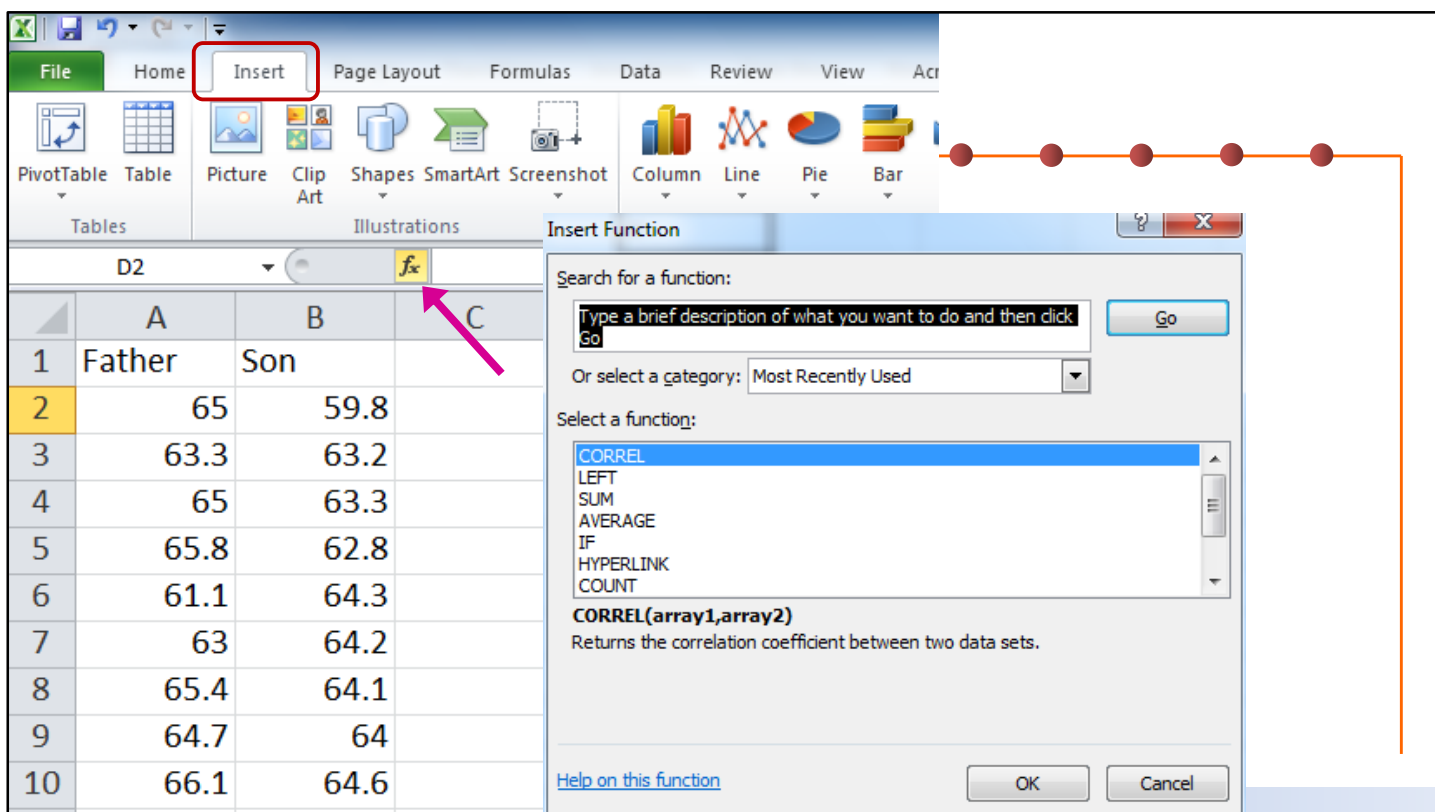 File Home Insert Page Layout Formulas Data Review View Acr
PivotTable Table Picture Clip Art Shapes SmartArt Screenshot Column Line Pie Bar
Tables Illustrations
D2 fx
A B C
1 Father Son
2 65 59.8
3 63.3 63.2
4 65 63.3
5 65.8 62.8
6 61.1 64.3
7 63 64.2
8 65.4 64.1
9 64.7 64
10 66.1 64.6
Insert Function
? X
Search for a function:
Type a brief description of what you want to do and then click
Go
Go
Or select a category: Most Recently Used
Select a function:
CORREL
LEFT
SUM
AVERAGE
IF
HYPERLINK
COUNT
CORREL(array1,array2)
Returns the correlation coefficient between two data sets.
Help on this function OK Cancel